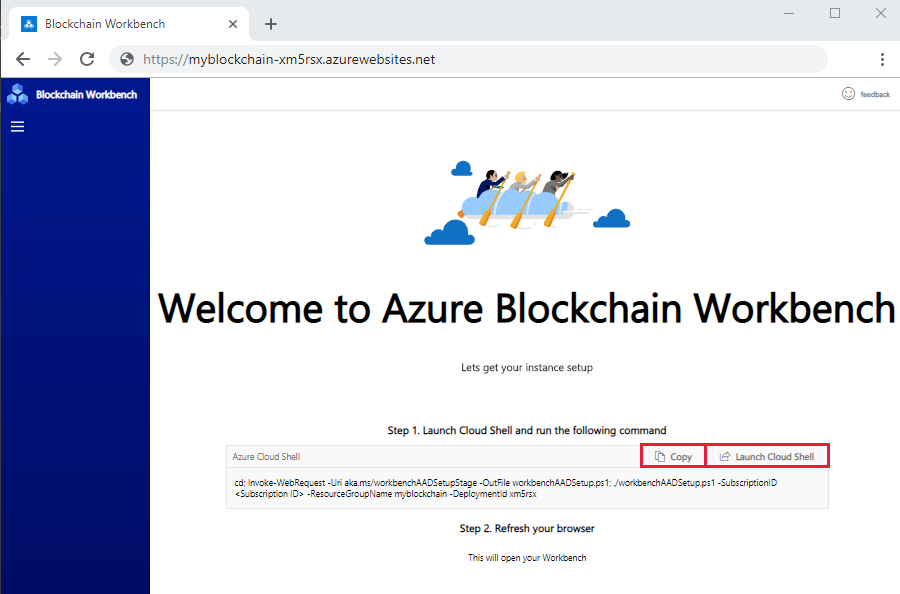 Blockchain Workbench
https://myblockchain-xm5rsx.azurewebsites.net
Blockchain Workbench
feedback
Welcome to Azure Blockchain Workbench
Lets get your instance setup
Step 1. Launch Cloud Shell and run the following command
Azure Cloud Shell
Copy
Launch Cloud Shell
cd; Invoke-WebRequest -Uri aka.ms/workbenchAADSetupStage -OutFile workbenchAADSetup.ps1; ./workbenchAADSetup.ps1 -SubscriptionID
<Subscription ID> -ResourceGroupName myblockchain -DeploymentId xm5rsx
Step 2. Refresh your browser
This will open your Workbench